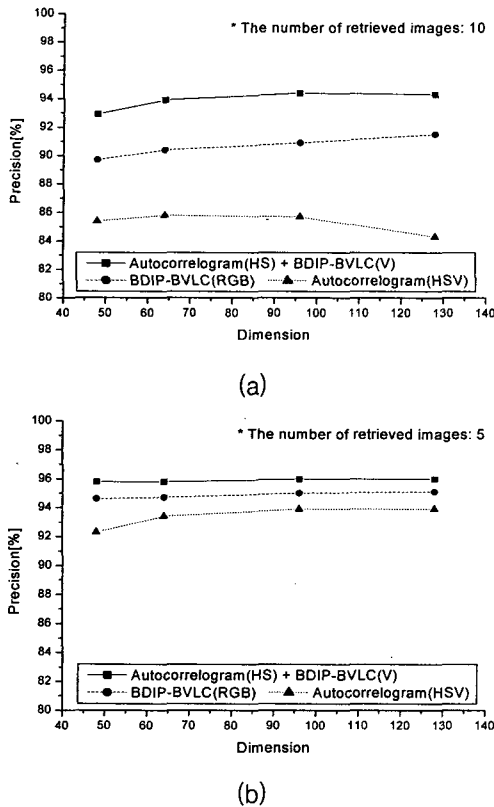 * The number of retrieved images: 10
100
98
96
94
92
90
88
86
84
82
80
Precision[%]
Autocorrelogram(HS) + BDIP-BVLC(V)
BDIP-BVLC(RGB) Autocorrelogram(HSV)
40 50 60 70 80 90 100 110 120 130 140
Dimension
(a)
* The number of retrieved images: 5
100
98
96
94
92
90
88
86
84
82
80
Precision[%]
Autocorrelogram(HS) + BDIP-BVLC(V)
BDIP-BVLC(RGB) Autocorrelogram(HSV)
40 50 60 70 80 90 100 110 120 130 140
Dimension
(b)